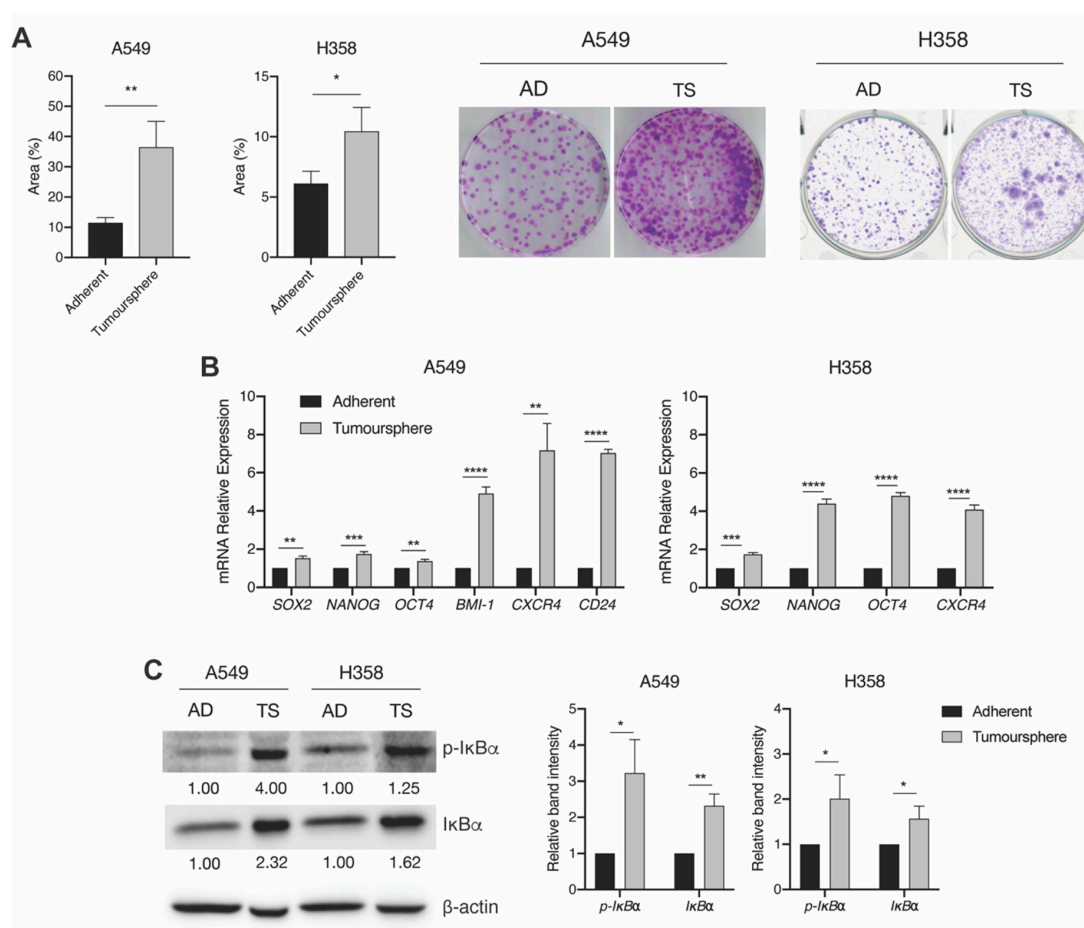 A
A549
H358
A549
H358
AD
TS
AD
TS
**
*
60
50
40
30
20
10
0
Area (%)
15
10
5
0
Area (%)
Adherent
Tumoursphere
Adherent
Tumoursphere
B
A549
H358
Adherent
Tumoursphere
mRNA Relative Expression
10
8
6
4
2
0
** *** ** **** ** ****
SOX2 NANOG OCT4 BMI-1 CXCR4 CD24
mRNA Relative Expression
10
8
6
4
2
0
*** **** **** ****
SOX2 NANOG OCT4 CXCR4
C
A549 H358
AD TS AD TS
p-IκBα
1.00 4.00 1.00 1.25
IκBα
1.00 2.32 1.00 1.62
β-actin
A549
Relative band intensity
5
4
3
2
1
0
* **
p-IκBα IκBα
H358
Relative band intensity
4
3
2
1
0
* *
p-IκBα IκBα
Adherent
Tumoursphere